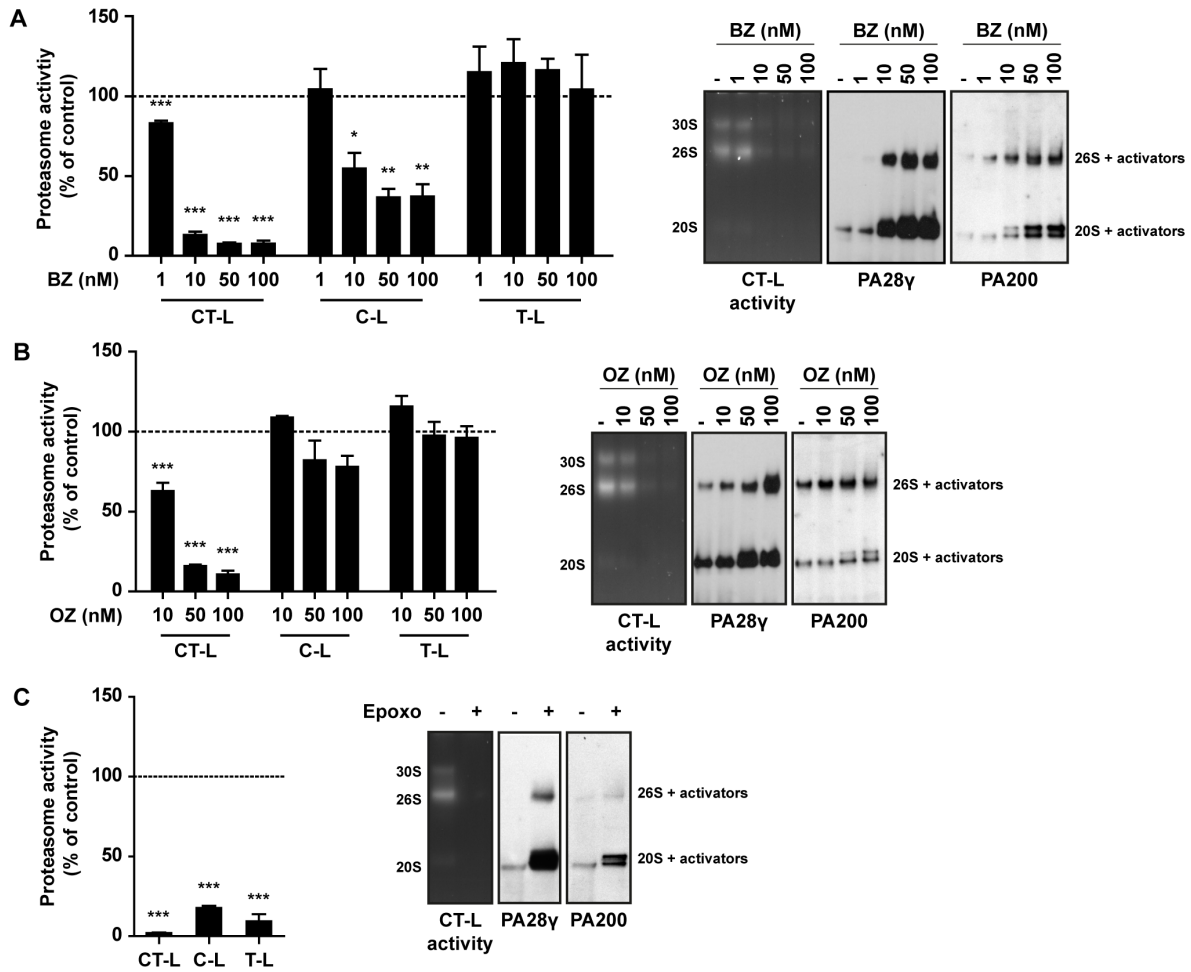 A
Proteasome activtiy
(% of control)
150
100
50
0
*** *** *** ***
* ** **
BZ (nM) 1 10 50 100 1 10 50 100 1 10 50 100
CT-L C-L T-L
BZ (nM) BZ (nM) BZ (nM)
- 1 10 50 100 - 1 10 50 100 - 1 10 50 100
30S
26S
20S
26S + activators
20S + activators
CT-L
activity
PA28γ
PA200
B
Proteasome activity
(% of control)
150
100
50
0
*** *** ***
OZ (nM) 10 50 100 10 50 100 10 50 100
CT-L C-L T-L
OZ (nM) OZ (nM) OZ (nM)
- 10 50 100 - 10 50 100 - 10 50 100
30S
26S
20S
26S + activators
20S + activators
CT-L
activity
PA28γ
PA200
C
Proteasome activity
(% of control)
150
100
50
0
*** *** ***
CT-L C-L T-L
Epoxo - + - + - +
30S
26S
20S
26S + activators
20S + activators
CT-L
activity
PA28γ
PA200